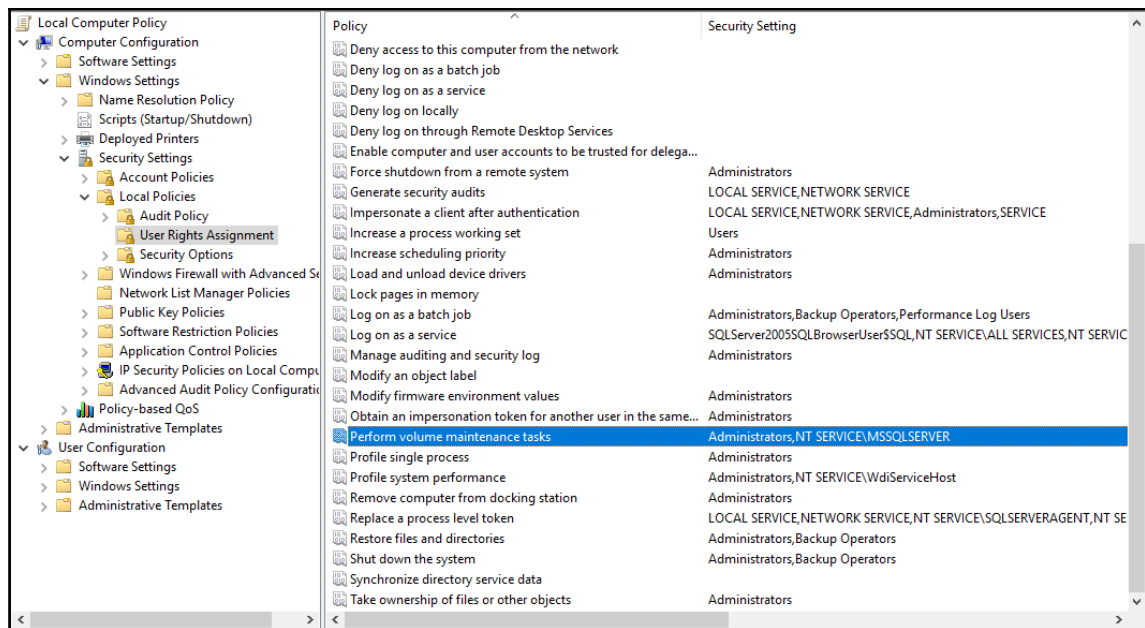 Local Computer Policy
Computer Configuration
Software Settings
Windows Settings
Name Resolution Policy
Scripts (Startup/Shutdown)
Deployed Printers
Security Settings
Account Policies
Local Policies
Audit Policy
User Rights Assignment
Security Options
Windows Firewall with Advanced Se
Network List Manager Policies
Public Key Policies
Software Restriction Policies
Application Control Policies
IP Security Policies on Local Compu
Advanced Audit Policy Configuratio
Policy-based QoS
Administrative Templates
User Configuration
Software Settings
Windows Settings
Administrative Templates
Policy Security Setting
Deny access to this computer from the network
Deny log on as a batch job
Deny log on as a service
Deny log on locally
Deny log on through Remote Desktop Services
Enable computer and user accounts to be trusted for delega...
Force shutdown from a remote system Administrators
Generate security audits LOCAL SERVICE,NETWORK SERVICE
Impersonate a client after authentication LOCAL SERVICE,NETWORK SERVICE,Administrators,SERVICE
Increase a process working set Users
Increase scheduling priority Administrators
Load and unload device drivers Administrators
Lock pages in memory
Log on as a batch job Administrators,Backup Operators,Performance Log Users
Log on as a service SQLServer2005SQLBrowserUser$SQL,NT SERVICE\ALL SERVICES,NT SERVIC
Manage auditing and security log Administrators
Modify an object label
Modify firmware environment values Administrators
Obtain an impersonation token for another user in the same... Administrators
Perform volume maintenance tasks Administrators,NT SERVICE\MSSQLSERVER
Profile single process Administrators
Profile system performance Administrators,NT SERVICE\WdiServiceHost
Remove computer from docking station Administrators
Replace a process level token LOCAL SERVICE,NETWORK SERVICE,NT SERVICE\SQLSERVERAGENT,NT SE
Restore files and directories Administrators,Backup Operators
Shut down the system Administrators,Backup Operators
Synchronize directory service data
Take ownership of files or other objects Administrators